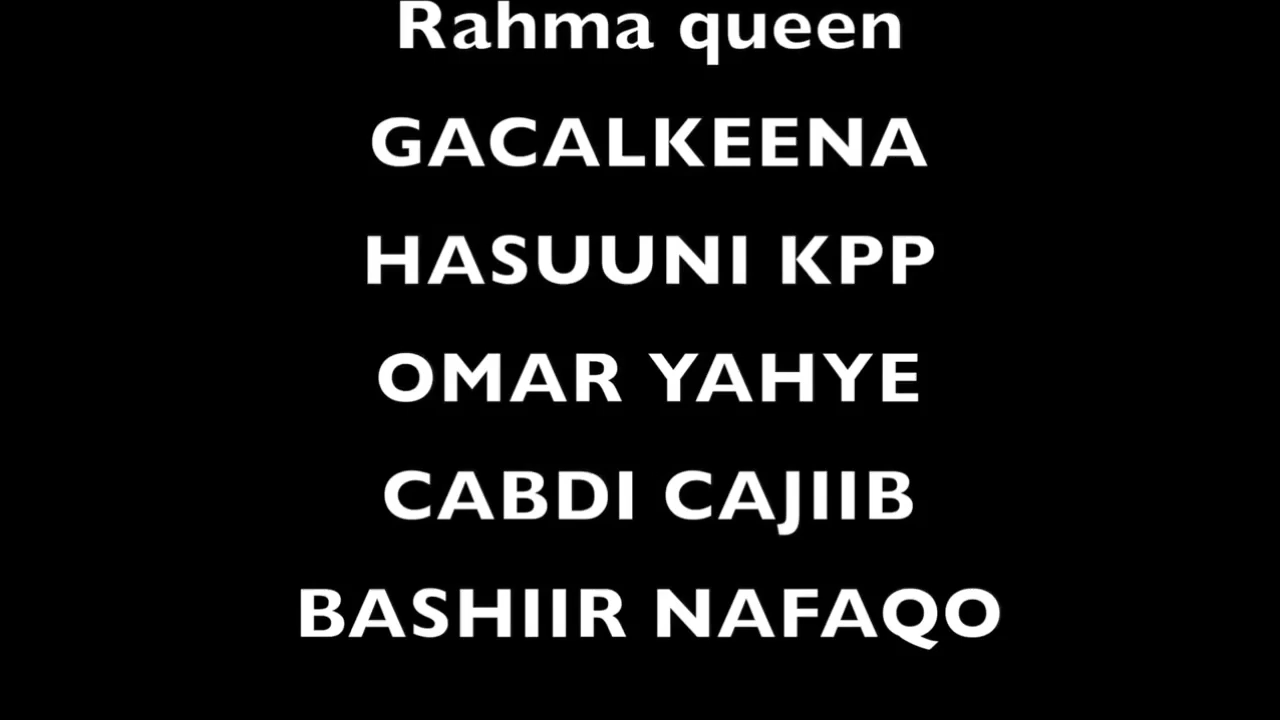 Rahma queen
GACALKEENA
HASUUNI KPP
OMAR YAHYE
CABDI CAJIIB
BASHIIR NAFAQO